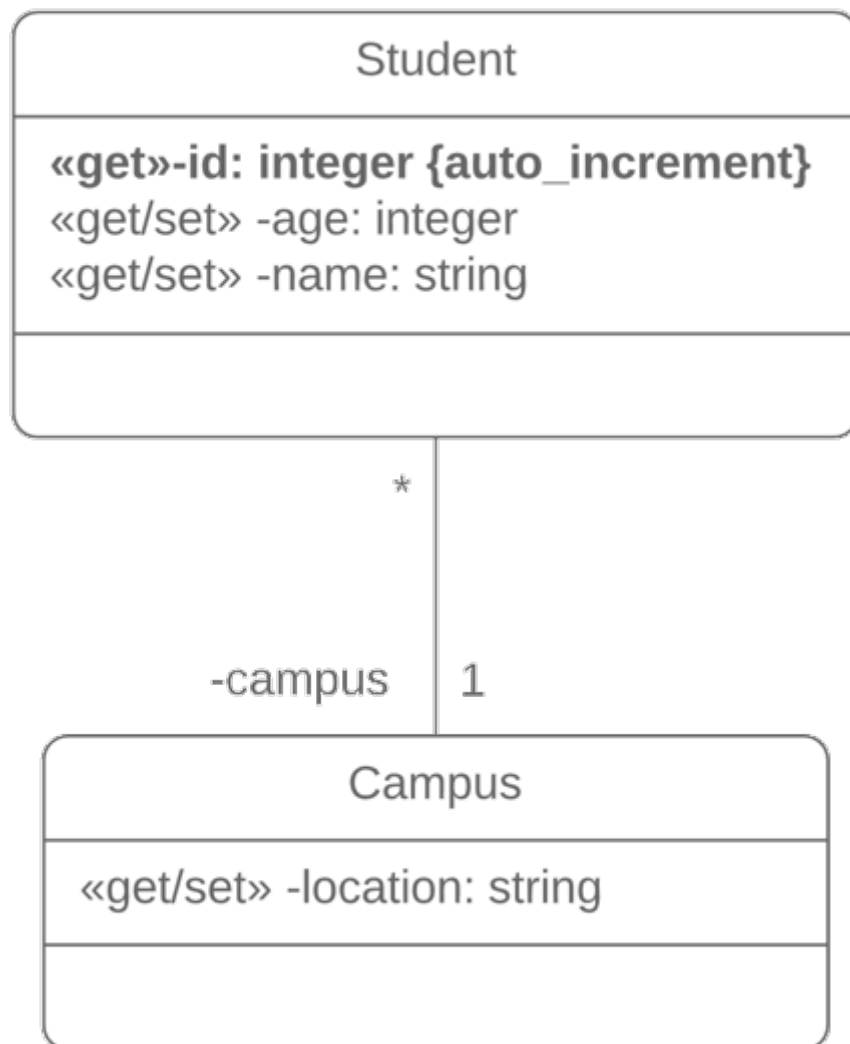 Student
«get»-id: integer {auto_increment}
«get/set» -age: integer
«get/set» -name: string
*
-campus 1
Campus
«get/set» -location: string